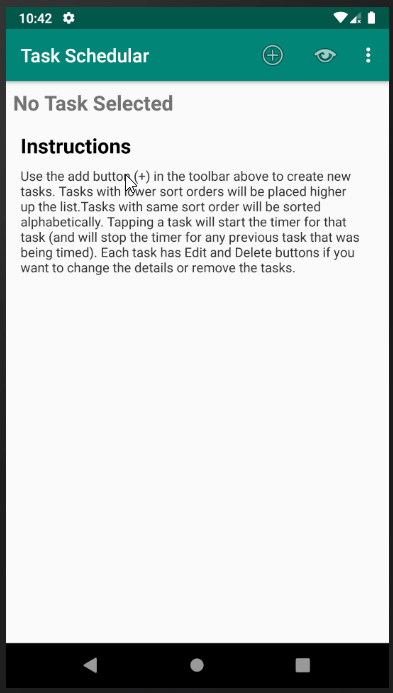 10:42
Task Schedular
No Task Selected
Instructions
Use the add button (+) in the toolbar above to create new
tasks. Tasks with lower sort orders will be placed higher
up the list.Tasks with same sort order will be sorted
alphabetically. Tapping a task will start the timer for that
task (and will stop the timer for any previous task that was
being timed). Each task has Edit and Delete buttons if you
want to change the details or remove the tasks.